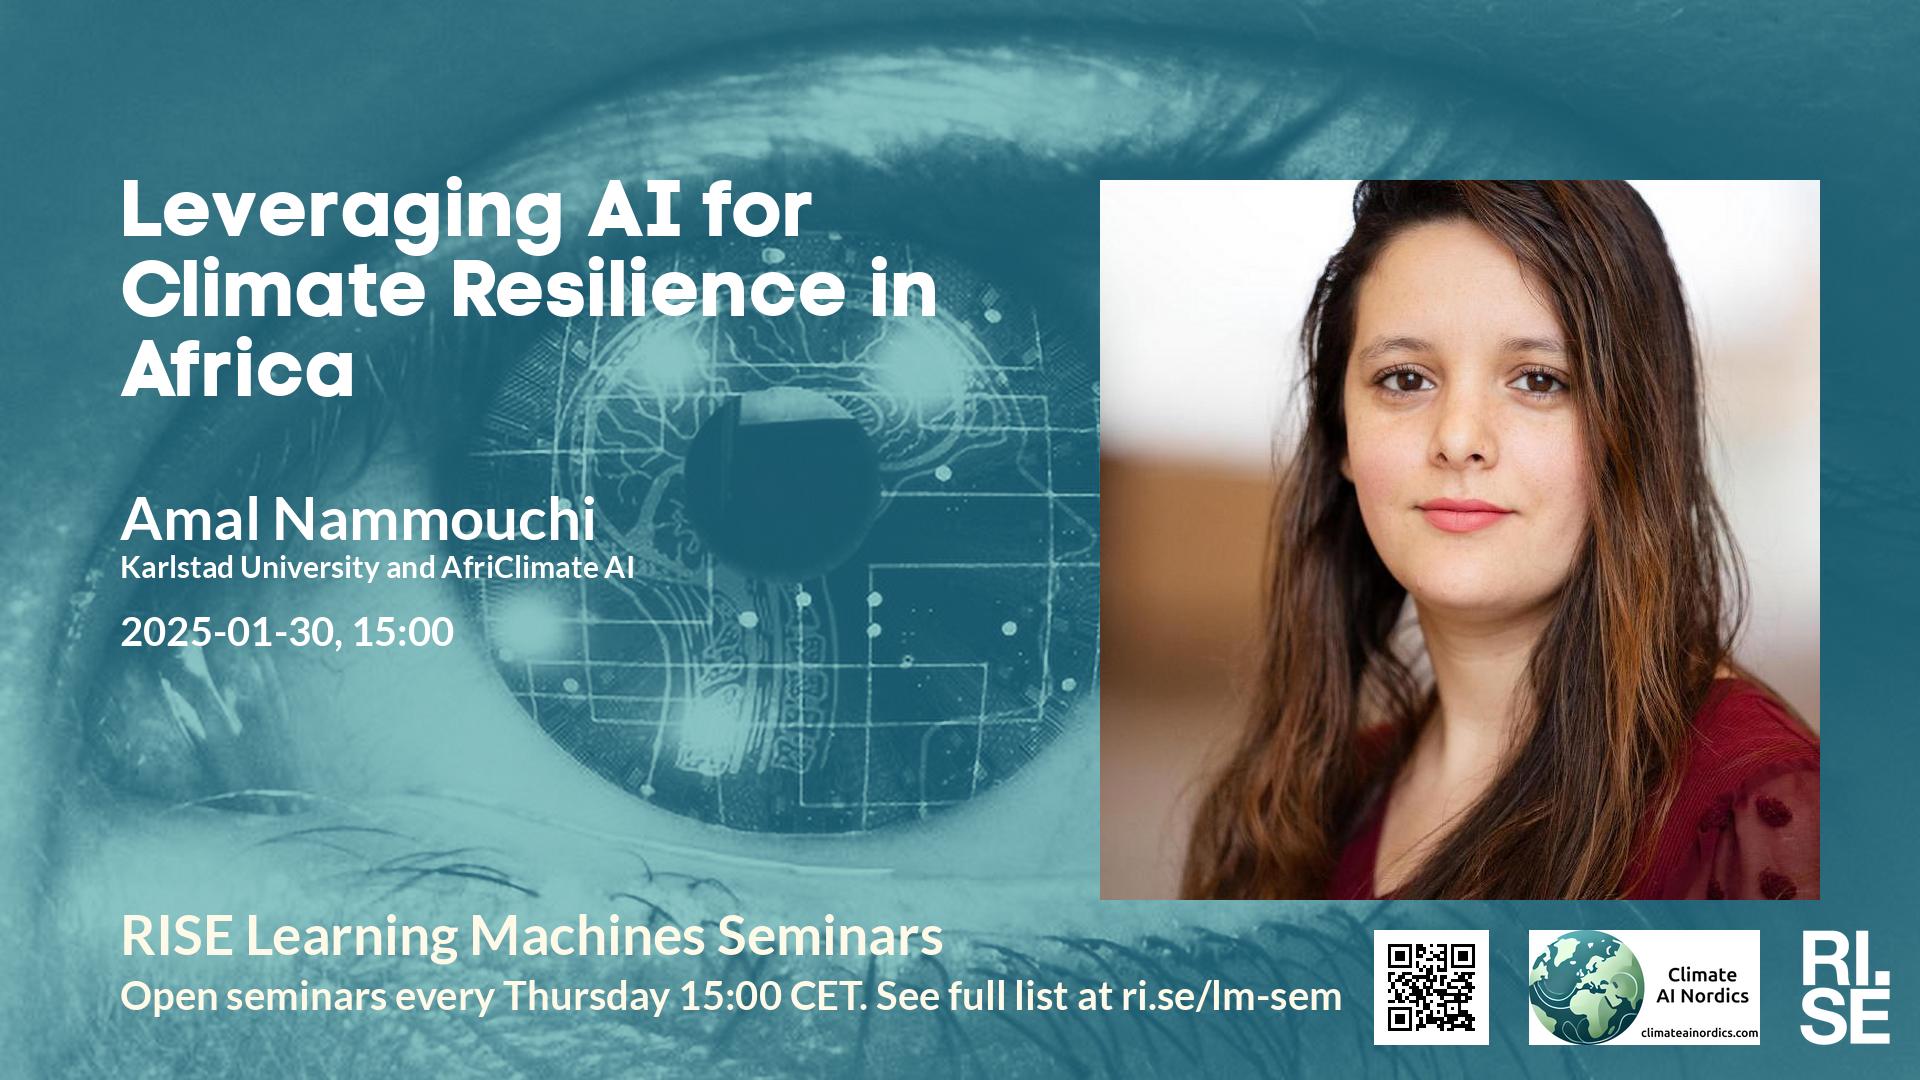 Leveraging AI for
Climate Resilience in
Africa
Amal Nammouchi
Karlstad University and AfriClimate AI
2025-01-30, 15:00
RISE Learning Machines Seminars
Open seminars every Thursday 15:00 CET. See full list at ri.se/lm-sem
Climate
AI Nordics
climateainordics.com
RI.
SE